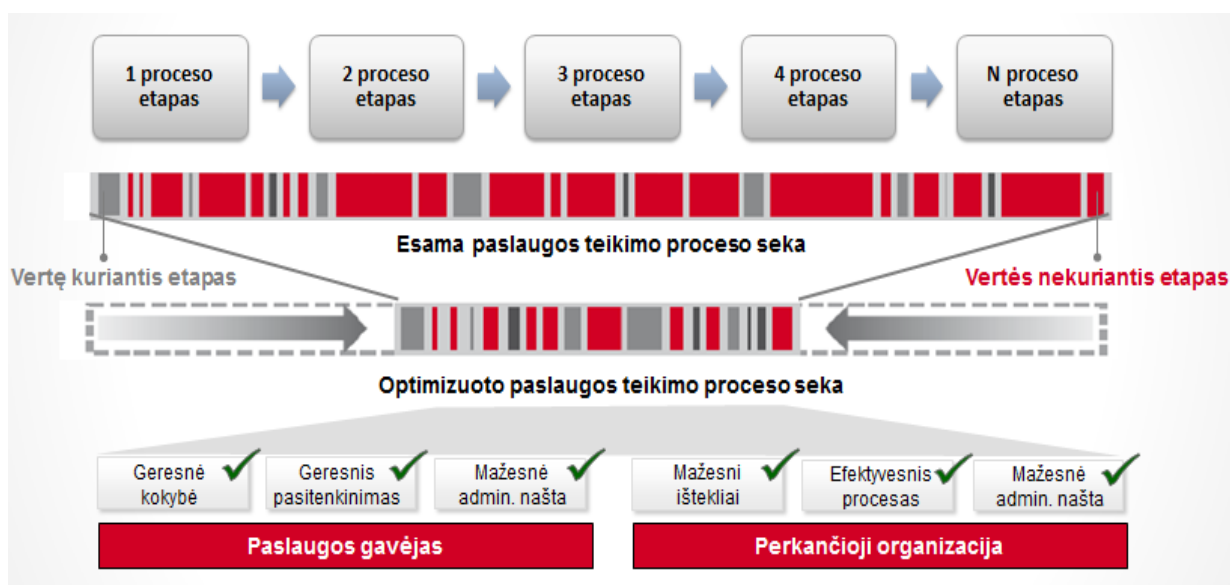 1 proceso
etapas
2 proceso
etapas
3 proceso
etapas
4 proceso
etapas
N proceso
etapas
Esama paslaugos teikimo proceso seka
Vertę kuriantis etapas
Vertės nekuriantis etapas
Optimizuoto paslaugos teikimo proceso seka
Geresnė
kokybė
Geresnis
pasitenkinimas
Mažesnė
admin. našta
Mažesni
ištekliai
Efektyvesnis
procesas
Mažesnė
admin. našta
Paslaugos gavėjas
Perkančioji organizacija